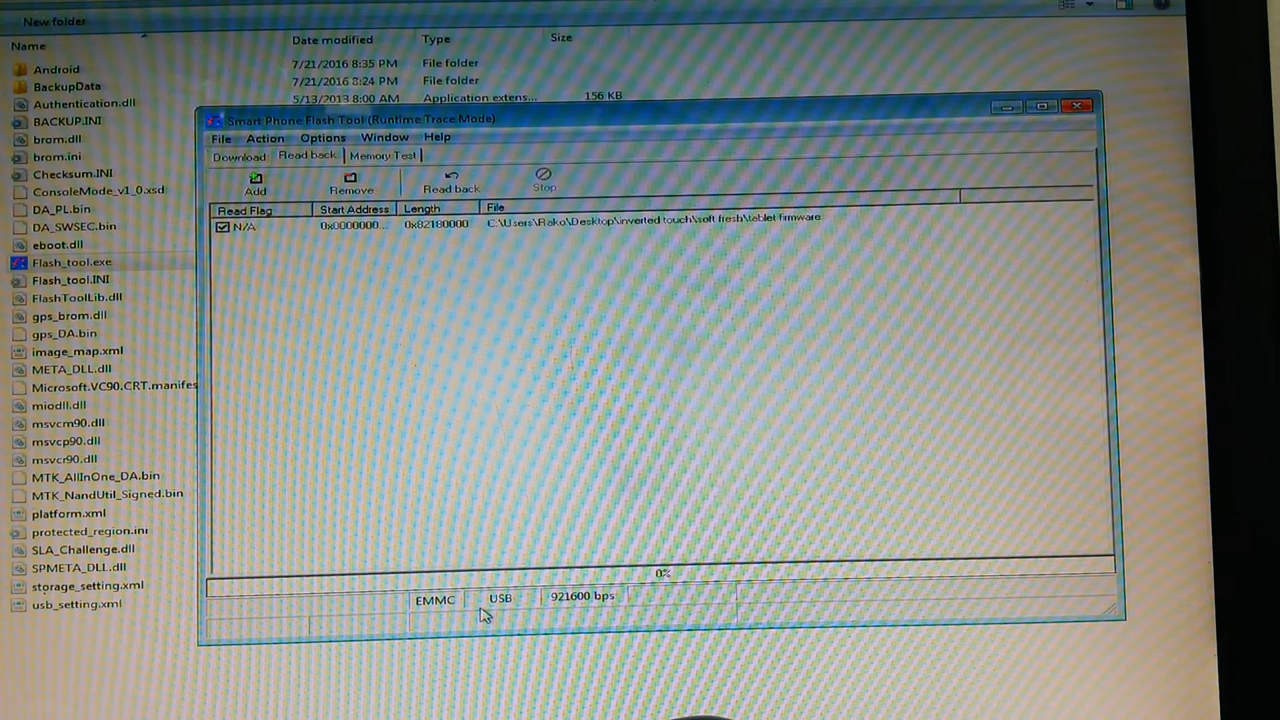 New folder
Name Date modified Type Size
Android 7/21/2016 8:35 PM File folder
BackupData 7/21/2016 8:24 PM File folder
Authentication.dll 5/13/2013 8:00 AM Application extens... 156 KB
BACKUP.INI
brom.dll
brom.ini
Checksum.INI
ConsoleMode_v1_0.xsd
DA_PL.bin
DA_SWSEC.bin
eboot.dll
Flash_tool.exe
Flash_tool.INI
FlashToolLib.dll
gps_brom.dll
gps_DA.bin
image_map.xml
META_DLL.dll
Microsoft.VC90.CRT.manifes
miodll.dll
msvcm90.dll
msvcp90.dll
msvcr90.dll
MTK_AllInOne_DA.bin
MTK_NandUtil_Signed.bin
platform.xml
protected_region.ini
SLA_Challenge.dll
SPMETA_DLL.dll
storage_setting.xml
usb_setting.xml
Smart Phone Flash Tool (Runtime Trace Mode)
File Action Options Window Help
Download Read back Memory Test
Add Remove Read back Stop
Read Flag Start Address Length File
N/A 0x0000000... 0x82180000 C:\Users\Rako\Desktop\inverted touch\soft fresh\tablet firmware
0%
EMMC USB 921600 bps